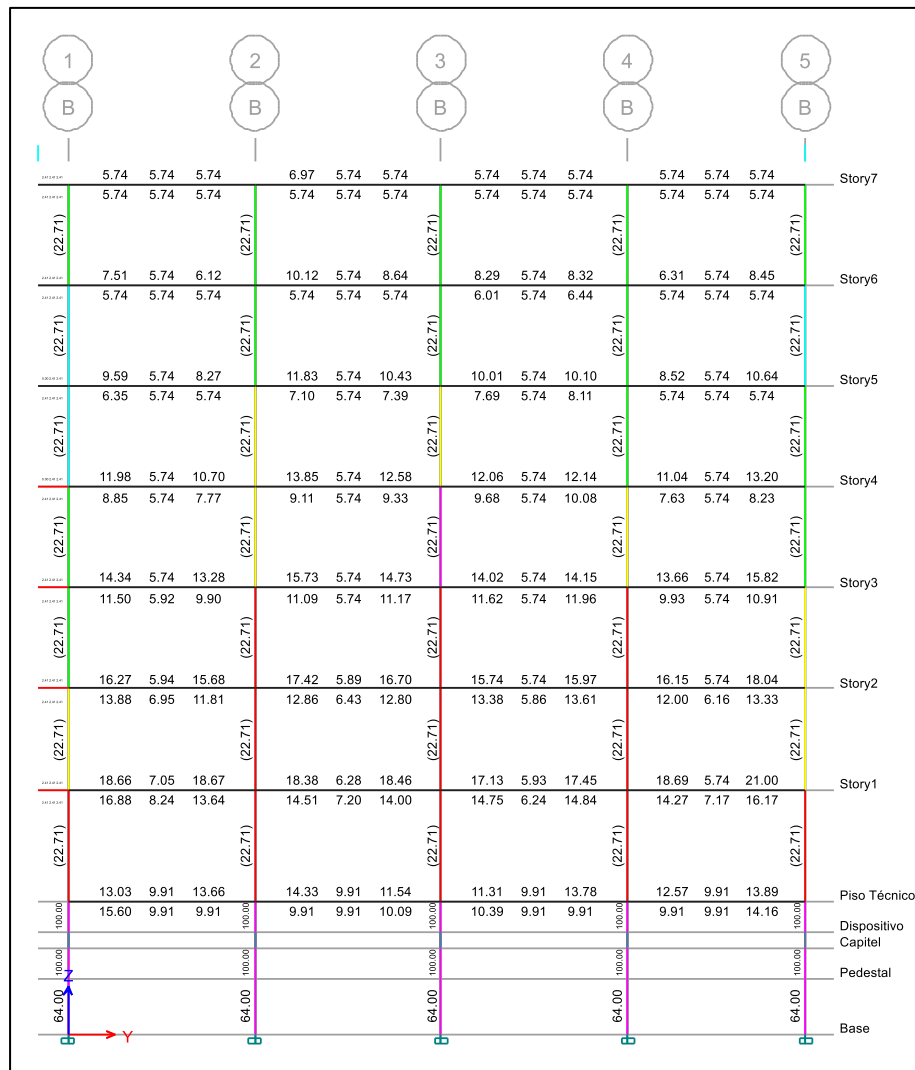 1 2 3 4 5
B B B B B
5.74 5.74 5.74 6.97 5.74 5.74 5.74 5.74 5.74 5.74 5.74 5.74
Story7
5.74 5.74 5.74 5.74 5.74 5.74 5.74 5.74 5.74 5.74 5.74 5.74
(22.71) (22.71) (22.71) (22.71) (22.71)
7.51 5.74 6.12 10.12 5.74 8.64 8.29 5.74 8.32 6.31 5.74 8.45
Story6
5.74 5.74 5.74 5.74 5.74 5.74 6.01 5.74 6.44 5.74 5.74 5.74
(22.71) (22.71) (22.71) (22.71) (22.71)
9.59 5.74 8.27 11.83 5.74 10.43 10.01 5.74 10.10 8.52 5.74 10.64
Story5
6.35 5.74 5.74 7.10 5.74 7.39 7.69 5.74 8.11 5.74 5.74 5.74
(22.71) (22.71) (22.71) (22.71) (22.71)
11.98 5.74 10.70 13.85 5.74 12.58 12.06 5.74 12.14 11.04 5.74 13.20
Story4
8.85 5.74 7.77 9.11 5.74 9.33 9.68 5.74 10.08 7.63 5.74 8.23
(22.71) (22.71) (22.71) (22.71) (22.71)
14.34 5.74 13.28 15.73 5.74 14.73 14.02 5.74 14.15 13.66 5.74 15.82
Story3
11.50 5.92 9.90 11.09 5.74 11.17 11.62 5.74 11.96 9.93 5.74 10.91
(22.71) (22.71) (22.71) (22.71) (22.71)
16.27 5.94 15.68 17.42 5.89 16.70 15.74 5.74 15.97 16.15 5.74 18.04
Story2
13.88 6.95 11.81 12.86 6.43 12.80 13.38 5.86 13.61 12.00 6.16 13.33
(22.71) (22.71) (22.71) (22.71) (22.71)
18.66 7.05 18.67 18.38 6.28 18.46 17.13 5.93 17.45 18.69 5.74 21.00
Story1
16.88 8.24 13.64 14.51 7.20 14.00 14.75 6.24 14.84 14.27 7.17 16.17
(22.71) (22.71) (22.71) (22.71) (22.71)
13.03 9.91 13.66 14.33 9.91 11.54 11.31 9.91 13.78 12.57 9.91 13.89
Piso Técnico
15.60 9.91 9.91 9.91 9.91 10.09 10.39 9.91 9.91 9.91 9.91 14.16
100.00 100.00 100.00 100.00 100.00
Dispositivo
Capitel
100.00 100.00 100.00 100.00 100.00
Pedestal
Z
64.00 64.00 64.00 64.00 64.00
Y
Base